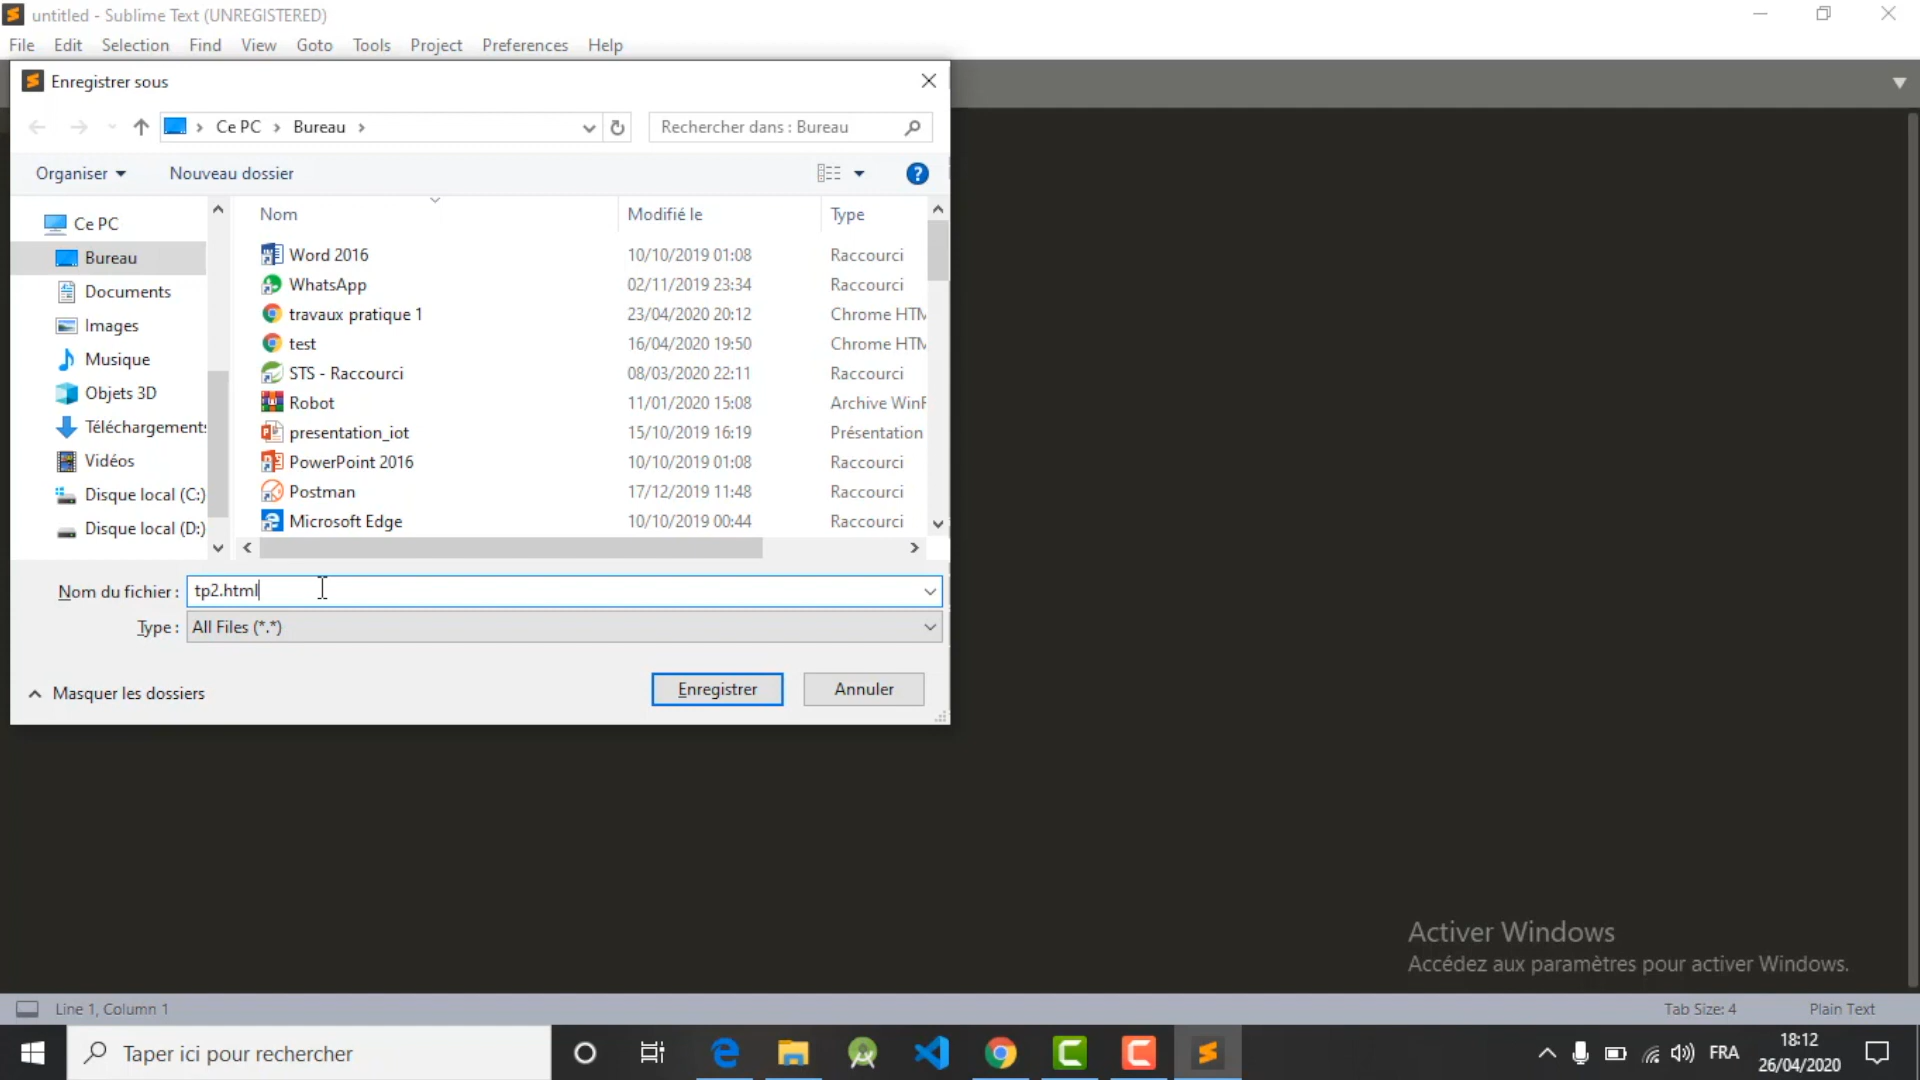 untitled - Sublime Text (UNREGISTERED)
File Edit Selection Find View Goto Tools Project Preferences Help
Enregistrer sous
Ce PC > Bureau >
Rechercher dans : Bureau
Organiser
Nouveau dossier
Ce PC
Bureau
Documents
Images
Musique
Objets 3D
Téléchargement
Vidéos
Disque local (C:)
Disque local (D:)
Nom Modifié le Type
Word 2016 10/10/2019 01:08 Raccourci
WhatsApp 02/11/2019 23:34 Raccourci
travaux pratique 1 23/04/2020 20:12 Chrome HTM
test 16/04/2020 19:50 Chrome HTM
STS - Raccourci 08/03/2020 22:11 Raccourci
Robot 11/01/2020 15:08 Archive WinR
presentation_iot 15/10/2019 16:19 Présentation
PowerPoint 2016 10/10/2019 01:08 Raccourci
Postman 17/12/2019 11:48 Raccourci
Microsoft Edge 10/10/2019 00:44 Raccourci
Nom du fichier : tp2.html
Type : All Files (*.*)
Masquer les dossiers
Enregistrer
Annuler
Activer Windows
Accédez aux paramètres pour activer Windows.
Line 1, Column 1
Tab Size: 4
Plain Text
Taper ici pour rechercher
FRA
18:12
26/04/2020